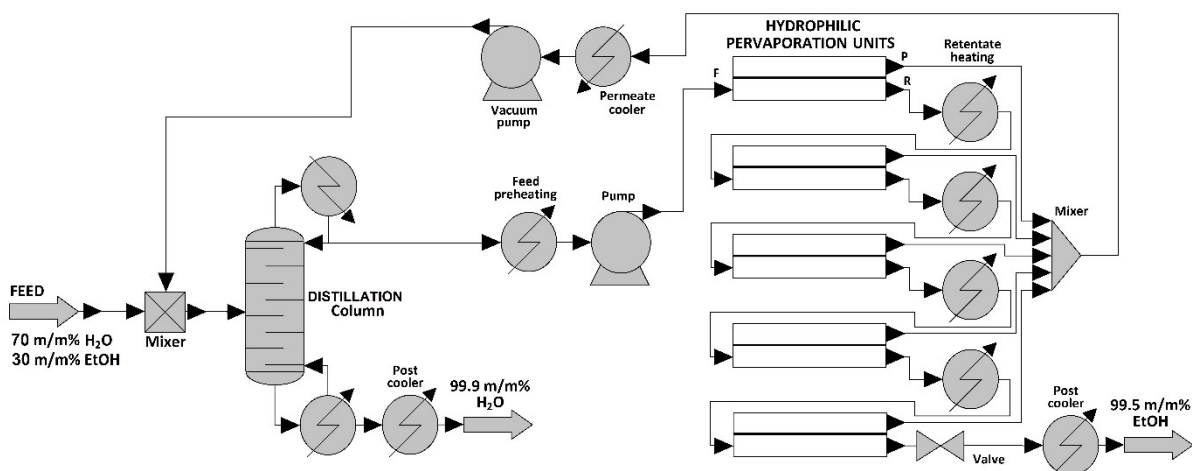 HYDROPHILIC
PERVAPORATION UNITS
Retentate
heating
P
F
R
Vacuum
pump
Permeate
cooler
Feed
preheating
Pump
Mixer
FEED
70 m/m% H₂O
30 m/m% EtOH
Mixer
DISTILLATION
Column
Post
cooler
99.9 m/m%
H₂O
Valve
Post
cooler
99.5 m/m%
EtOH